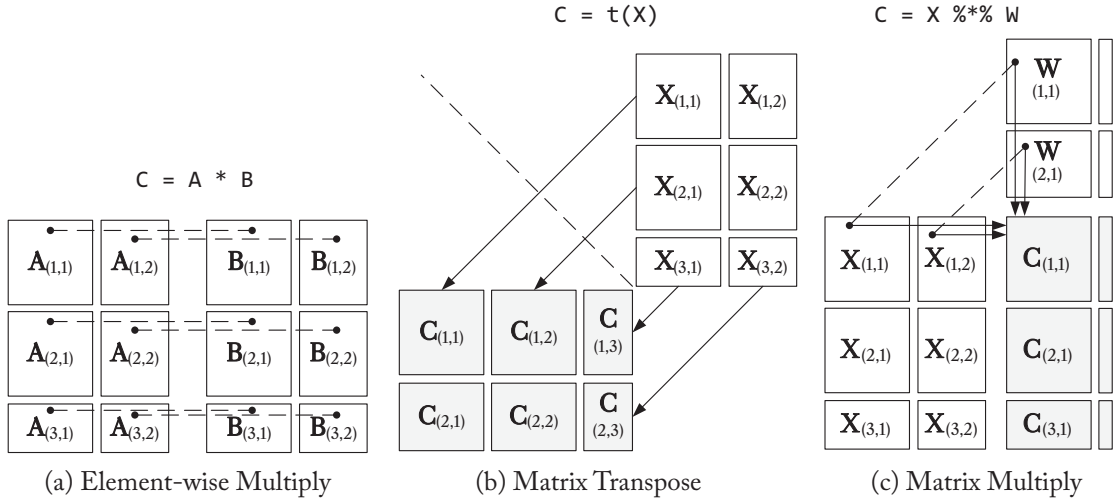 C = A * B
A(1,1) A(1,2) B(1,1) B(1,2)
A(2,1) A(2,2) B(2,1) B(2,2)
A(3,1) A(3,2) B(3,1) B(3,2)
(a) Element-wise Multiply
C = t(X)
X(1,1) X(1,2)
X(2,1) X(2,2)
X(3,1) X(3,2)
C(1,1) C(1,2) C
(1,3)
C(2,1) C(2,2) C
(2,3)
(b) Matrix Transpose
C = X %*% W
W
(1,1)
W
(2,1)
X(1,1) X(1,2) C(1,1)
X(2,1) X(2,2) C(2,1)
X(3,1) X(3,2) C(3,1)
(c) Matrix Multiply